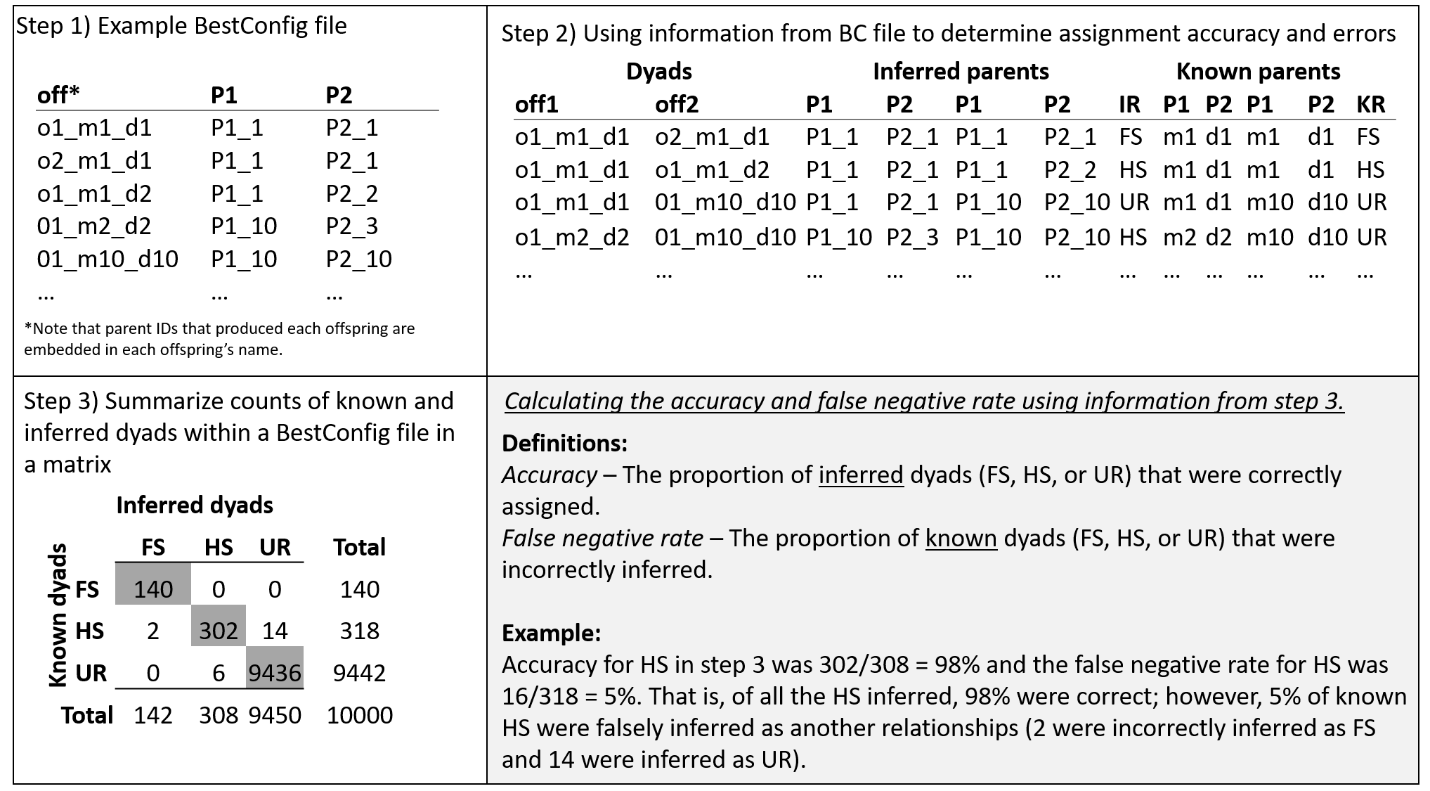 Step 1) Example BestConfig file
off* P1 P2
o1_m1_d1 P1_1 P2_1
o2_m1_d1 P1_1 P2_1
o1_m1_d2 P1_1 P2_2
01_m2_d2 P1_10 P2_3
01_m10_d10 P1_10 P2_10
... ... ...
*Note that parent IDs that produced each offspring are
embedded in each offspring's name.
Step 2) Using information from BC file to determine assignment accuracy and errors
Dyads Inferred parents Known parents
off1 off2 P1 P2 P1 P2 IR P1 P2 P1 P2 KR
o1_m1_d1 o2_m1_d1 P1_1 P2_1 P1_1 P2_1 FS m1 d1 m1 d1 FS
o1_m1_d1 o1_m1_d2 P1_1 P2_1 P1_1 P2_2 HS m1 d1 m1 d1 HS
o1_m1_d1 01_m10_d10 P1_1 P2_1 P1_10 P2_10 UR m1 d1 m10 d10 UR
o1_m2_d2 01_m10_d10 P1_10 P2_3 P1_10 P2_10 HS m2 d2 m10 d10 UR
... ... ... ... ... ... ... ... ... ... ... ...
Step 3) Summarize counts of known and
inferred dyads within a BestConfig file in
a matrix
Inferred dyads
Known dyads
FS HS UR Total
FS 140 0 0 140
HS 2 302 14 318
UR 0 6 9436 9442
Total 142 308 9450 10000
Calculating the accuracy and false negative rate using information from step 3.
Definitions:
Accuracy – The proportion of inferred dyads (FS, HS, or UR) that were correctly
assigned.
False negative rate – The proportion of known dyads (FS, HS, or UR) that were
incorrectly inferred.
Example:
Accuracy for HS in step 3 was 302/308 = 98% and the false negative rate for HS was
16/318 = 5%. That is, of all the HS inferred, 98% were correct; however, 5% of known
HS were falsely inferred as another relationships (2 were incorrectly inferred as FS
and 14 were inferred as UR).